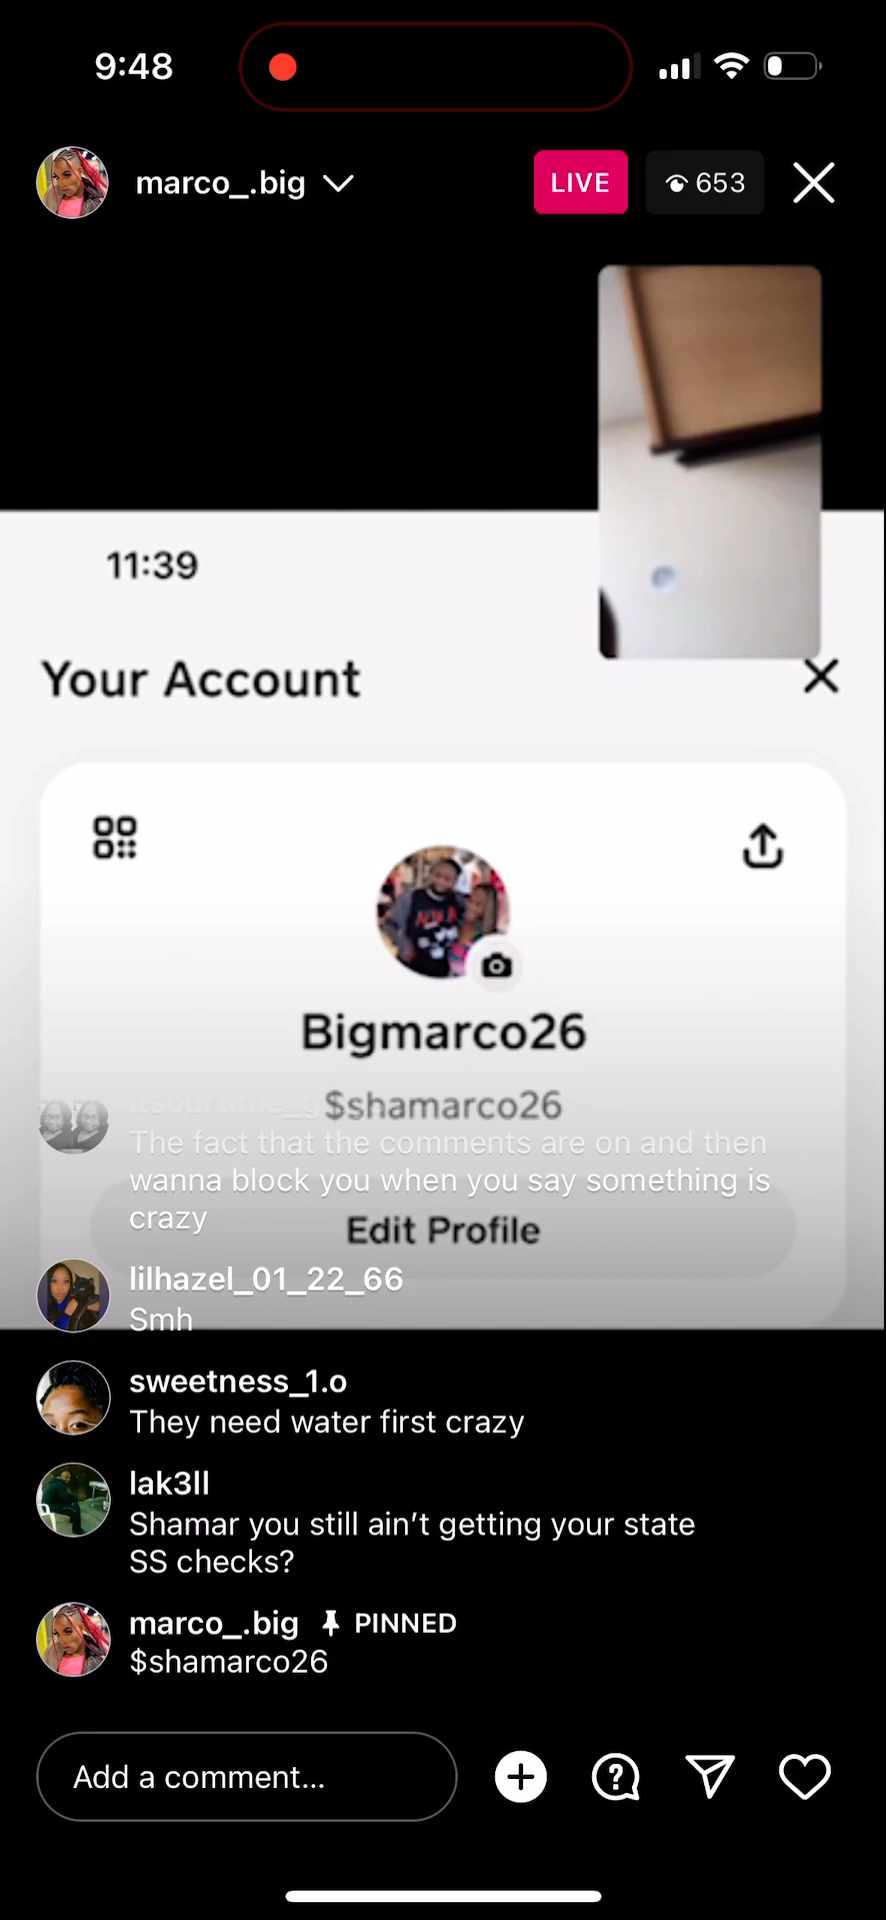 9:48
marco_.big
LIVE
653
11:39
Your Account
Bigmarco26
$shamarco26
The fact that the comments are on and then
wanna block you when you say something is
crazy
Edit Profile
lilhazel_01_22_66
Smh
sweetness_1.o
They need water first crazy
lak3ll
Shamar you still ain't getting your state
SS checks?
marco_.big PINNED
$shamarco26
Add a comment...